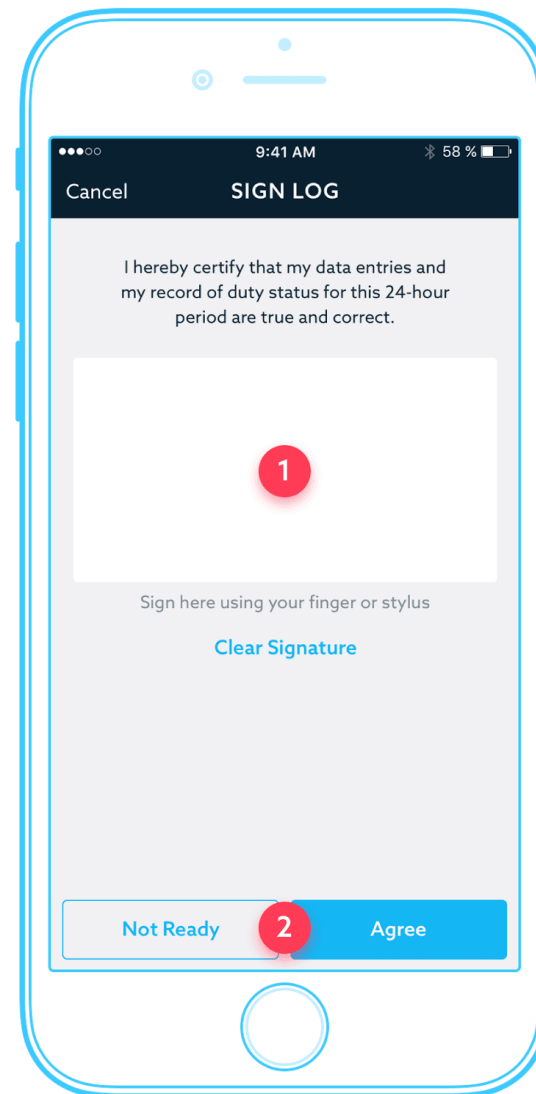 9:41 AM 58 %
Cancel SIGN LOG
I hereby certify that my data entries and
my record of duty status for this 24-hour
period are true and correct.
1
Sign here using your finger or stylus
Clear Signature
Not Ready 2 Agree